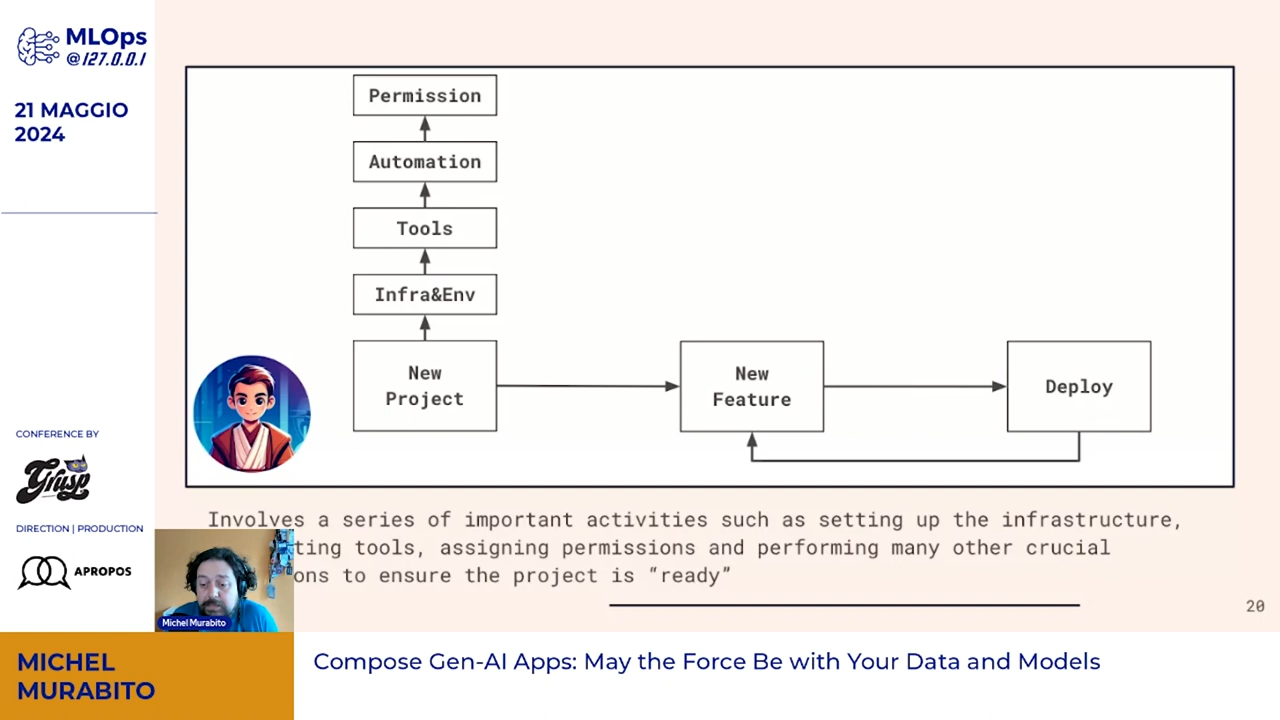 MLOps
@127.0.0.1
21 MAGGIO
2024
Permission
Automation
Tools
Infra&Env
New
Project
New
Feature
Deploy
Involves a series of important activities such as setting up the infrastructure,
ting tools, assigning permissions and performing many other crucial
ons to ensure the project is “ready”
20
CONFERENCE BY
Grusp
DIRECTION | PRODUCTION
APROPOS
Michel Murabito
MICHEL
MURABITO
Compose Gen-AI Apps: May the Force Be with Your Data and Models